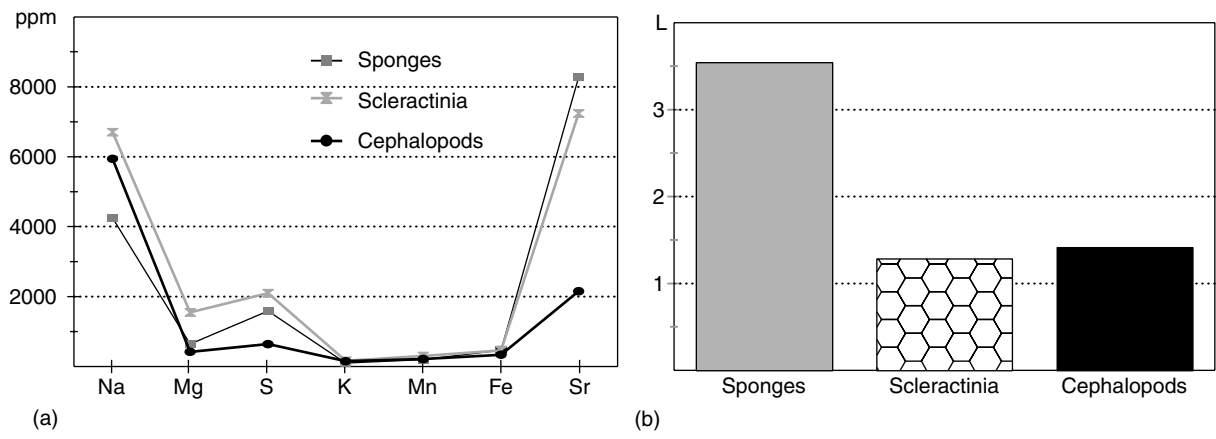 ppm
8000
6000
4000
2000
Sponges
Scleractinia
Cephalopods
Na Mg S K Mn Fe Sr
(a)
L
3
2
1
Sponges Scleractinia Cephalopods
(b)